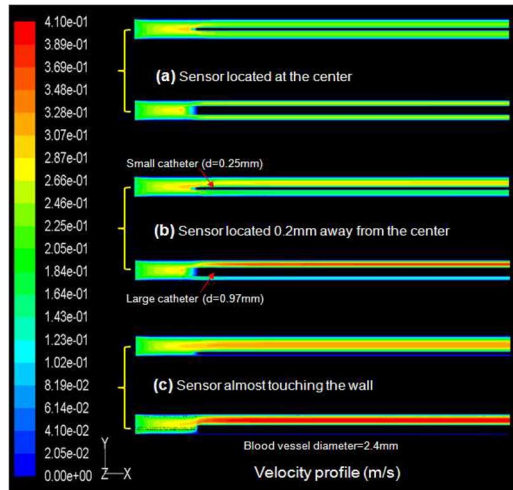 4.10e-01
3.89e-01
3.69e-01
3.48e-01
3.28e-01
3.07e-01
2.87e-01
2.66e-01
2.46e-01
2.25e-01
2.05e-01
1.84e-01
1.64e-01
1.43e-01
1.23e-01
1.02e-01
8.19e-02
6.14e-02
4.10e-02
2.05e-02
0.00e+00
(a) Sensor located at the center
Small catheter (d=0.25mm)
(b) Sensor located 0.2mm away from the center
Large catheter (d=0.97mm)
(c) Sensor almost touching the wall
Blood vessel diameter=2.4mm
Y
Z X
Velocity profile (m/s)